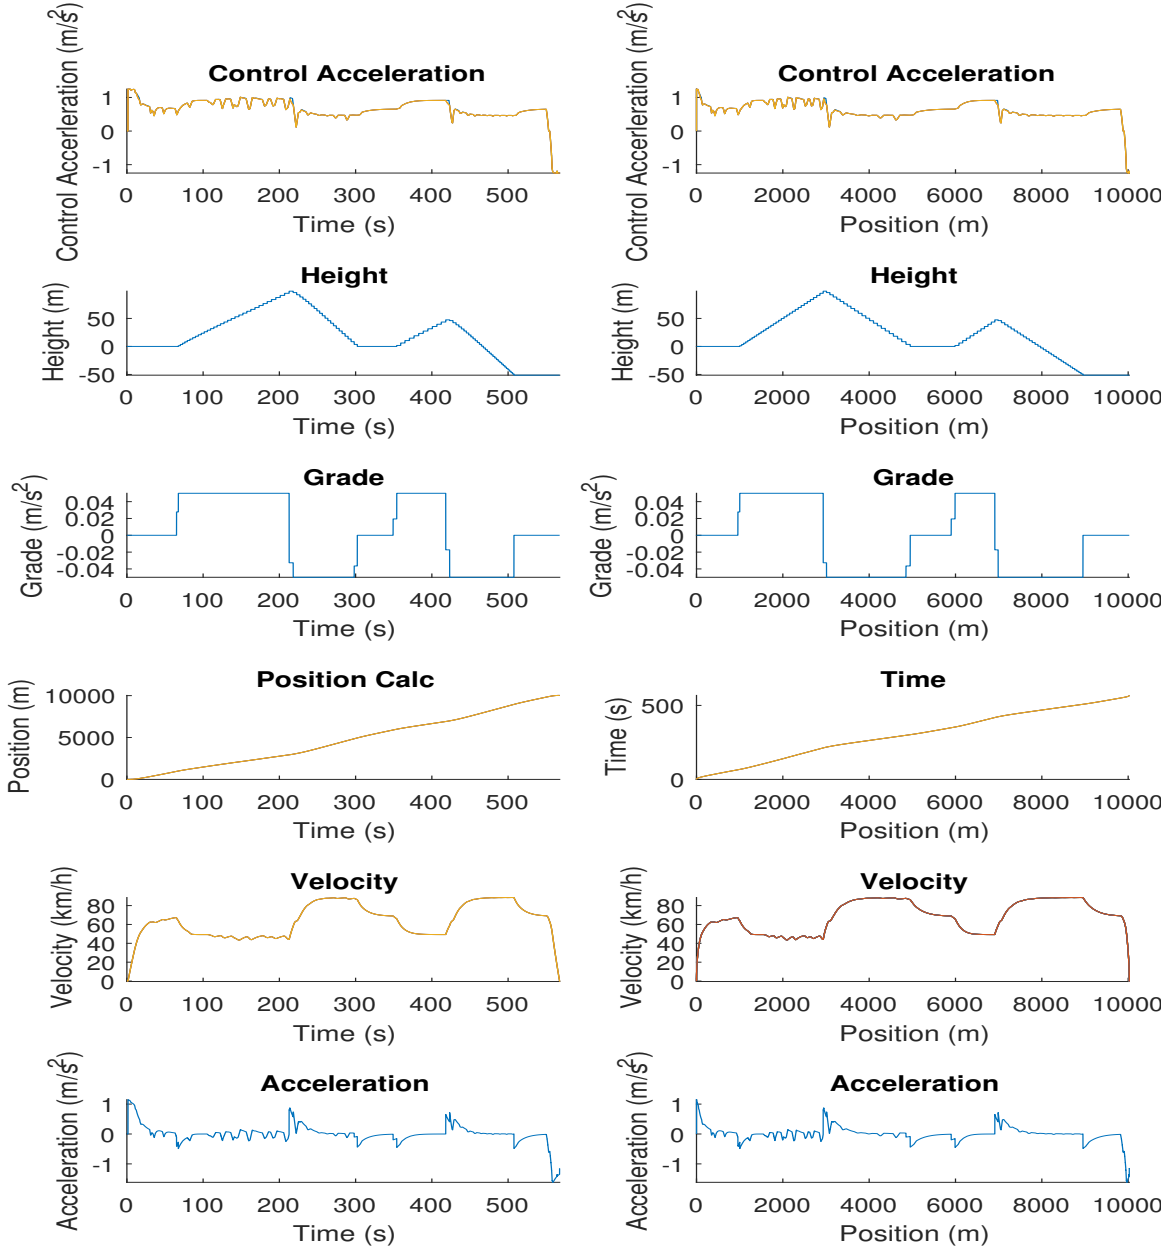 Control Acceleration
Control Accerleration (m/s²)
1
0
-1
0 100 200 300 400 500
Time (s)
Control Acceleration
Control Accerleration (m/s²)
1
0
-1
0 2000 4000 6000 8000 10000
Position (m)
Height
Height (m)
50
0
-50
0 100 200 300 400 500
Time (s)
Height
Height (m)
50
0
-50
0 2000 4000 6000 8000 10000
Position (m)
Grade
Grade (m/s²)
0.04
0.02
0
-0.02
-0.04
0 100 200 300 400 500
Time (s)
Grade
Grade (m/s²)
0.04
0.02
0
-0.02
-0.04
0 2000 4000 6000 8000 10000
Position (m)
Position Calc
Position (m)
10000
5000
0
0 100 200 300 400 500
Time (s)
Time
Time (s)
500
0
0 2000 4000 6000 8000 10000
Position (m)
Velocity
Velocity (km/h)
80
60
40
20
0
0 100 200 300 400 500
Time (s)
Velocity
Velocity (km/h)
80
60
40
20
0
0 2000 4000 6000 8000 10000
Position (m)
Acceleration
Acceleration (m/s²)
1
0
-1
0 100 200 300 400 500
Time (s)
Acceleration
Acceleration (m/s²)
1
0
-1
0 2000 4000 6000 8000 10000
Position (m)